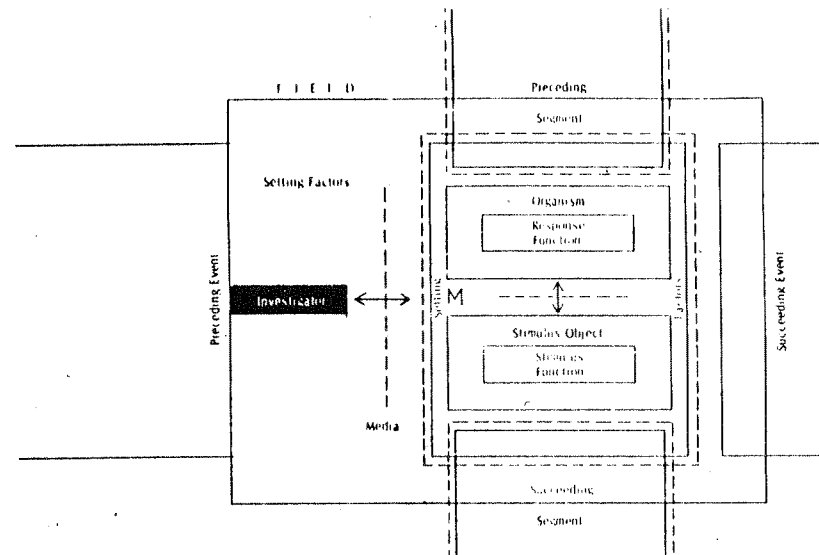 F I E L D
Preceding
Segment
Setting Factors
Organism
Response
Function
Preceding Event
Investigator
Setting
M
Factors
Succeeding Event
Stimulus Object
Stimulus
Function
Media
Succeeding
Segment